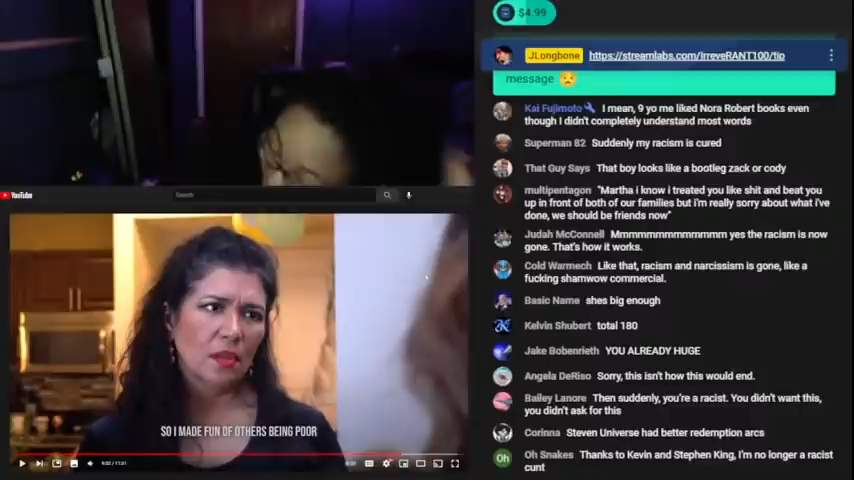 $4.99
JLongbone https://streamlabs.com/IrreveRANT100/tip
message 😥
Kai Fujimoto I mean, 9 yo me liked Nora Robert books even
though I didn't completely understand most words
Superman 82 Suddenly my racism is cured
That Guy Says That boy looks like a bootleg zack or cody
multipentagon "Martha i know i treated you like shit and beat you
up in front of both of our families but i'm really sorry about what i've
done, we should be friends now"
Judah McConnell Mmmmmmmmmmmm yes the racism is now
gone. That's how it works.
Cold Warmech Like that, racism and narcissism is gone, like a
fucking shamwow commercial.
Basic Name shes big enough
Kelvin Shubert total 180
Jake Bobenrieth YOU ALREADY HUGE
Angela DeRiso Sorry, this isn't how this would end.
Bailey Lanore Then suddenly, you're a racist. You didn't want this,
you didn't ask for this
Corinna Steven Universe had better redemption arcs
Oh Oh Snakes Thanks to Kevin and Stephen King, I'm no longer a racist
cunt
YouTube
Search
SO I MADE FUN OF OTHERS BEING POOR